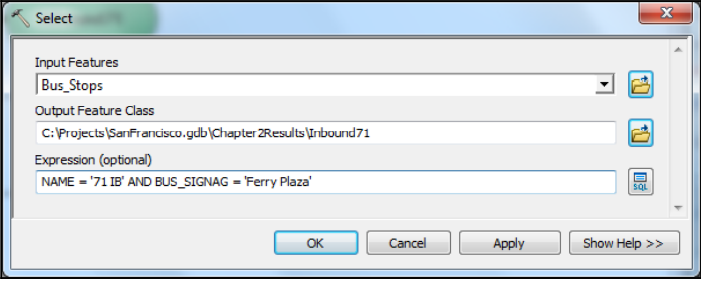 Select
Input Features
Bus_Stops
Output Feature Class
C:\Projects\SanFrancisco.gdb\Chapter2Results\Inbound71
Expression (optional)
NAME = '71 IB' AND BUS_SIGNAG = 'Ferry Plaza'
SQL
OK Cancel Apply Show Help >>